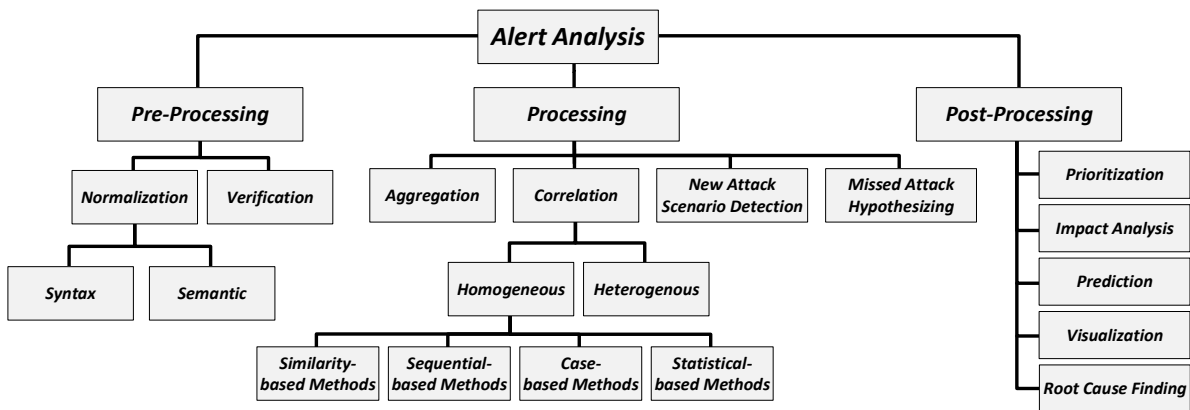 Alert Analysis
Pre-Processing
Processing
Post-Processing
Normalization
Verification
Aggregation
Correlation
New Attack
Scenario Detection
Missed Attack
Hypothesizing
Prioritization
Impact Analysis
Prediction
Visualization
Root Cause Finding
Syntax
Semantic
Homogeneous
Heterogenous
Similarity-
based Methods
Sequential-
based Methods
Case-
based Methods
Statistical-
based Methods